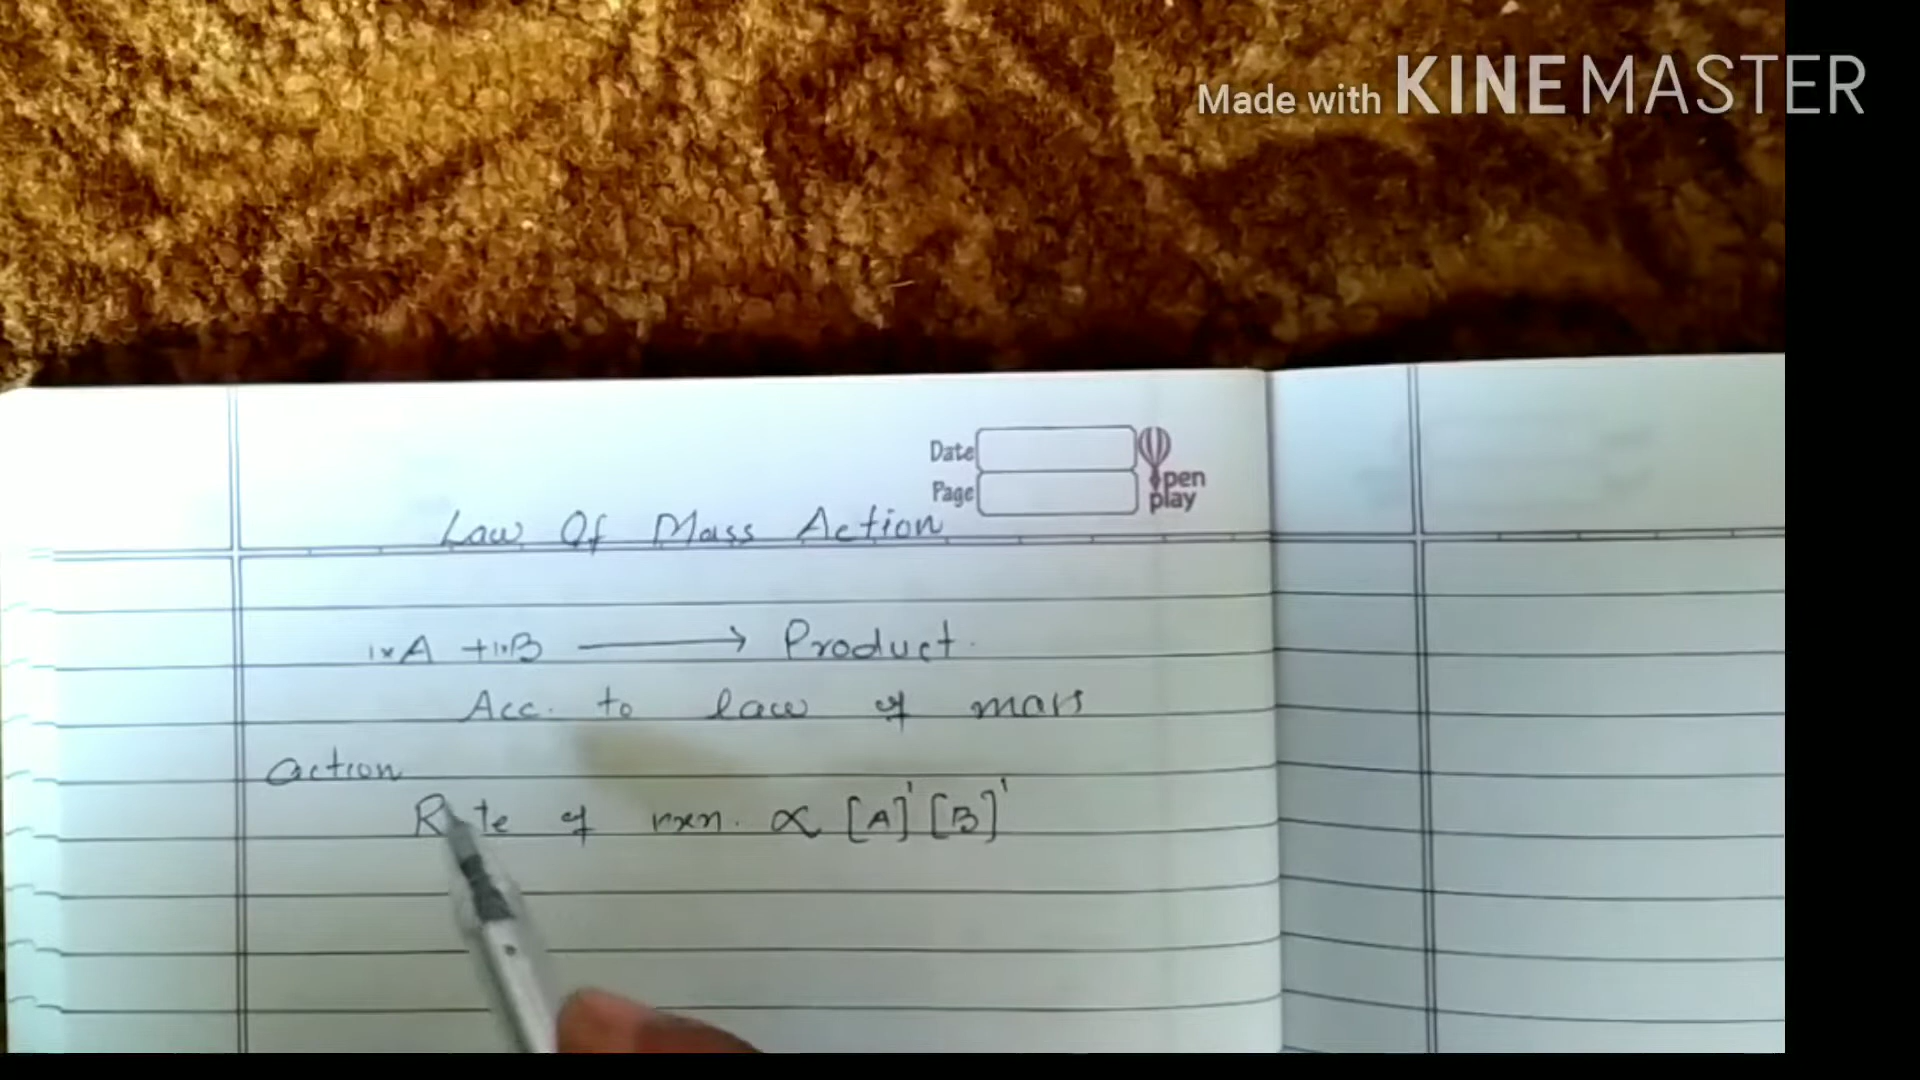 Made with KINEMASTER
Date
Page
pen
play
Law Of Mass Action
1×A + 1×B ⟶ Product.
Acc. to law of mass
action
Rate of rxn. ∝ [A]¹ [B]¹